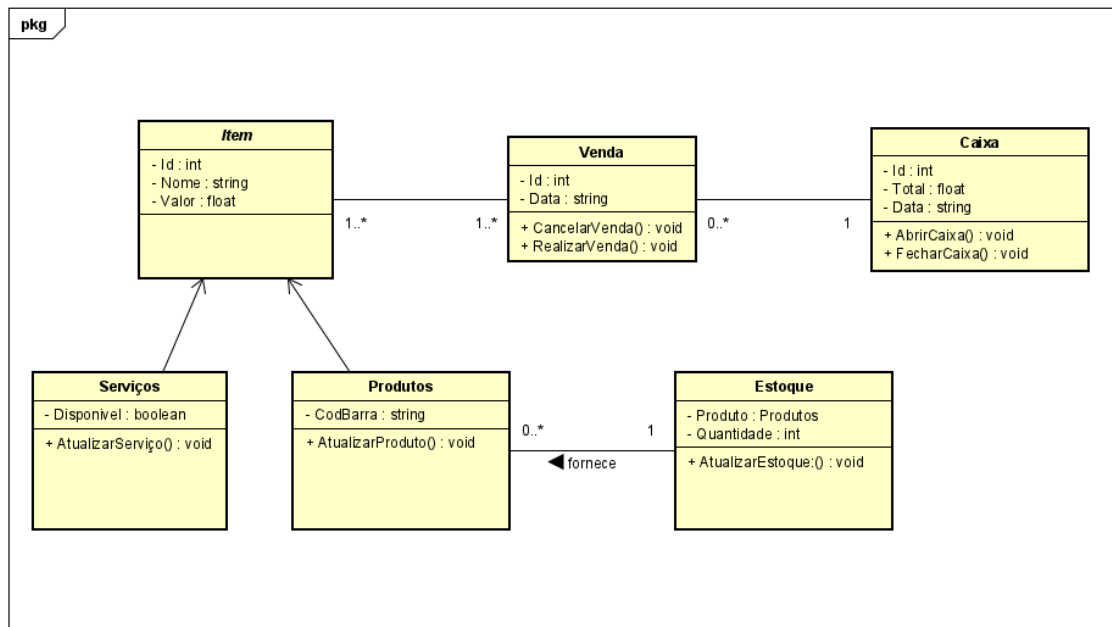 pkg
Item
- Id : int
- Nome : string
- Valor : float
1..*
1..*
Venda
- Id : int
- Data : string
+ CancelarVenda() : void
+ RealizarVenda() : void
0..*
1
Caixa
- Id : int
- Total : float
- Data : string
+ AbrirCaixa() : void
+ FecharCaixa() : void
Serviços
- Disponivel : boolean
+ AtualizarServiço() : void
Produtos
- CodBarra : string
+ AtualizarProduto() : void
0..*
1
fornece
Estoque
- Produto : Produtos
- Quantidade : int
+ AtualizarEstoque:() : void